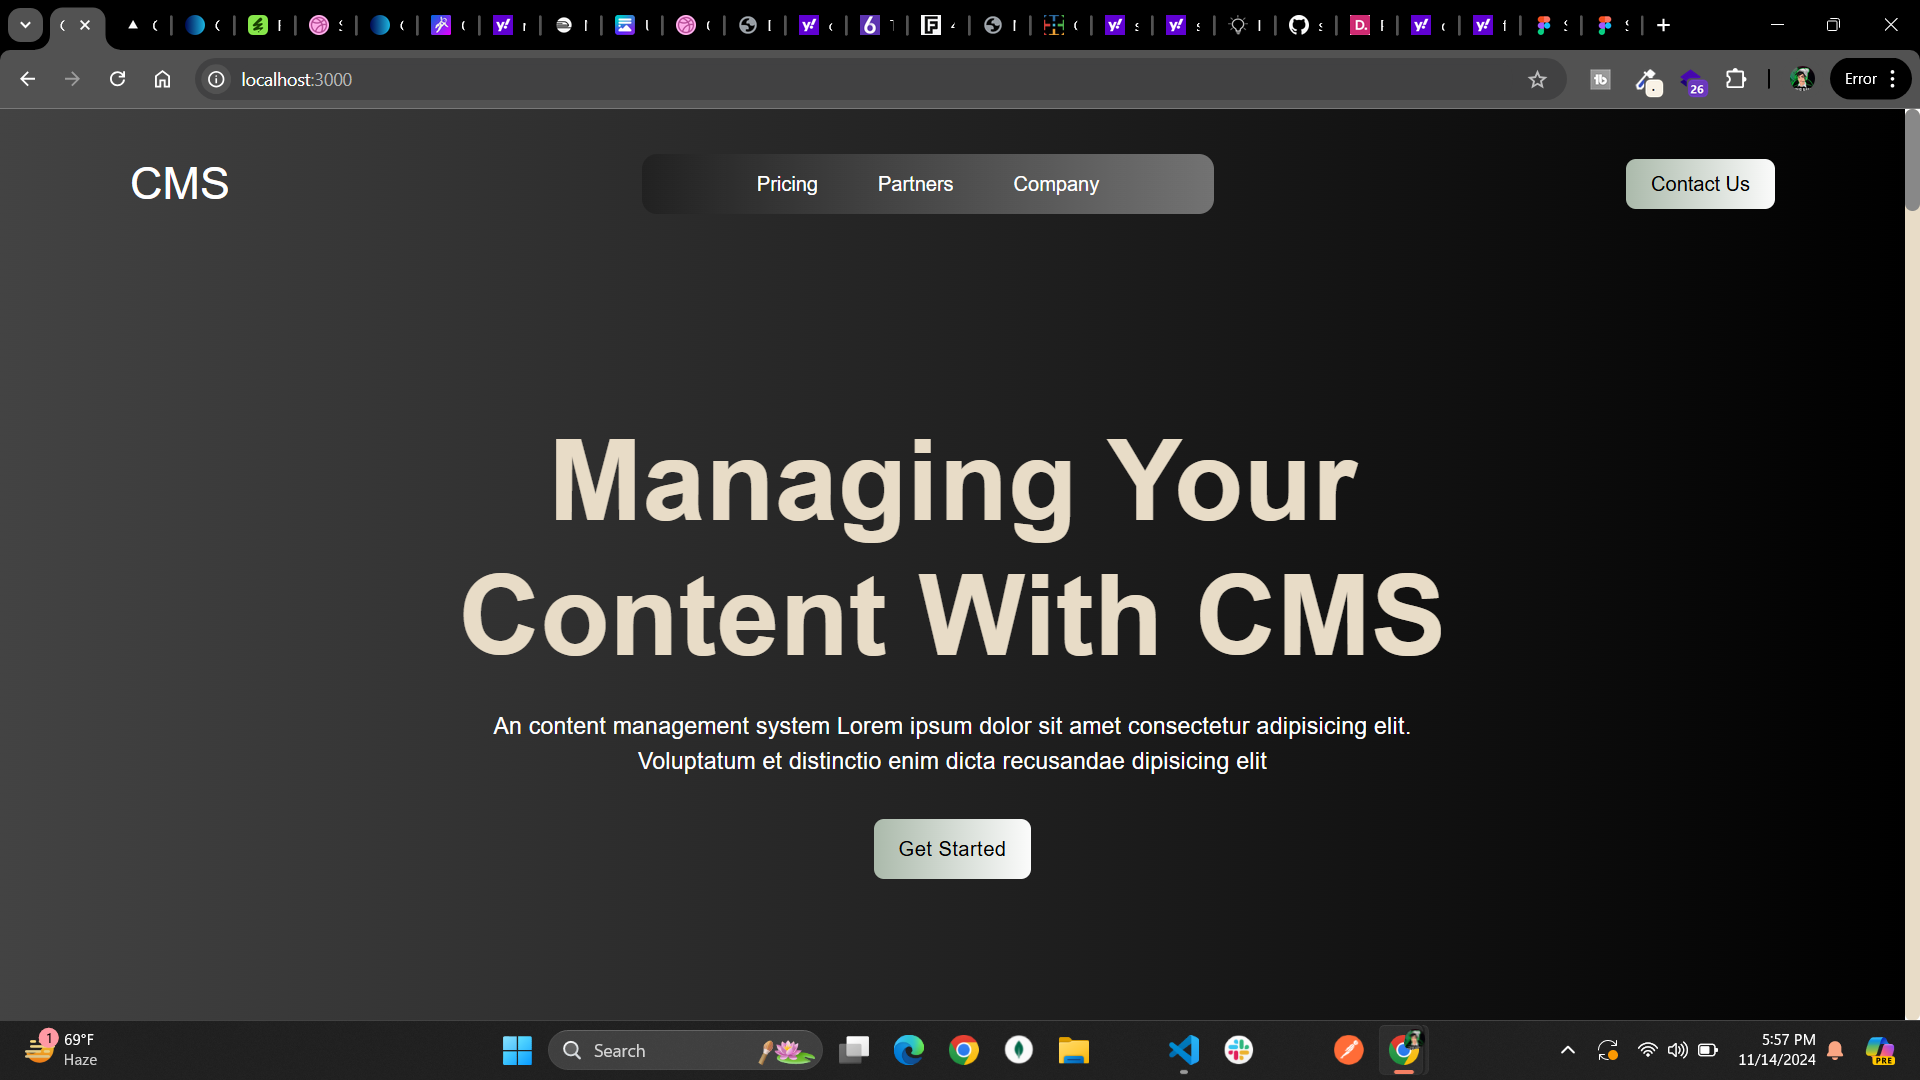 localhost:3000
26
Error
CMS
Pricing
Partners
Company
Contact Us
Managing Your
Content With CMS
An content management system Lorem ipsum dolor sit amet consectetur adipisicing elit.
Voluptatum et distinctio enim dicta recusandae dipisicing elit
Get Started
1
69°F
Haze
Search
5:57 PM
11/14/2024
PRE